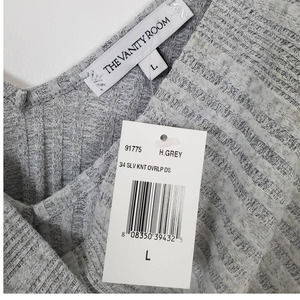 THE VANITY ROOM
L
91775 H.GREY
3/4 SLV KNT OVRLP DS
8 08350 39432
L